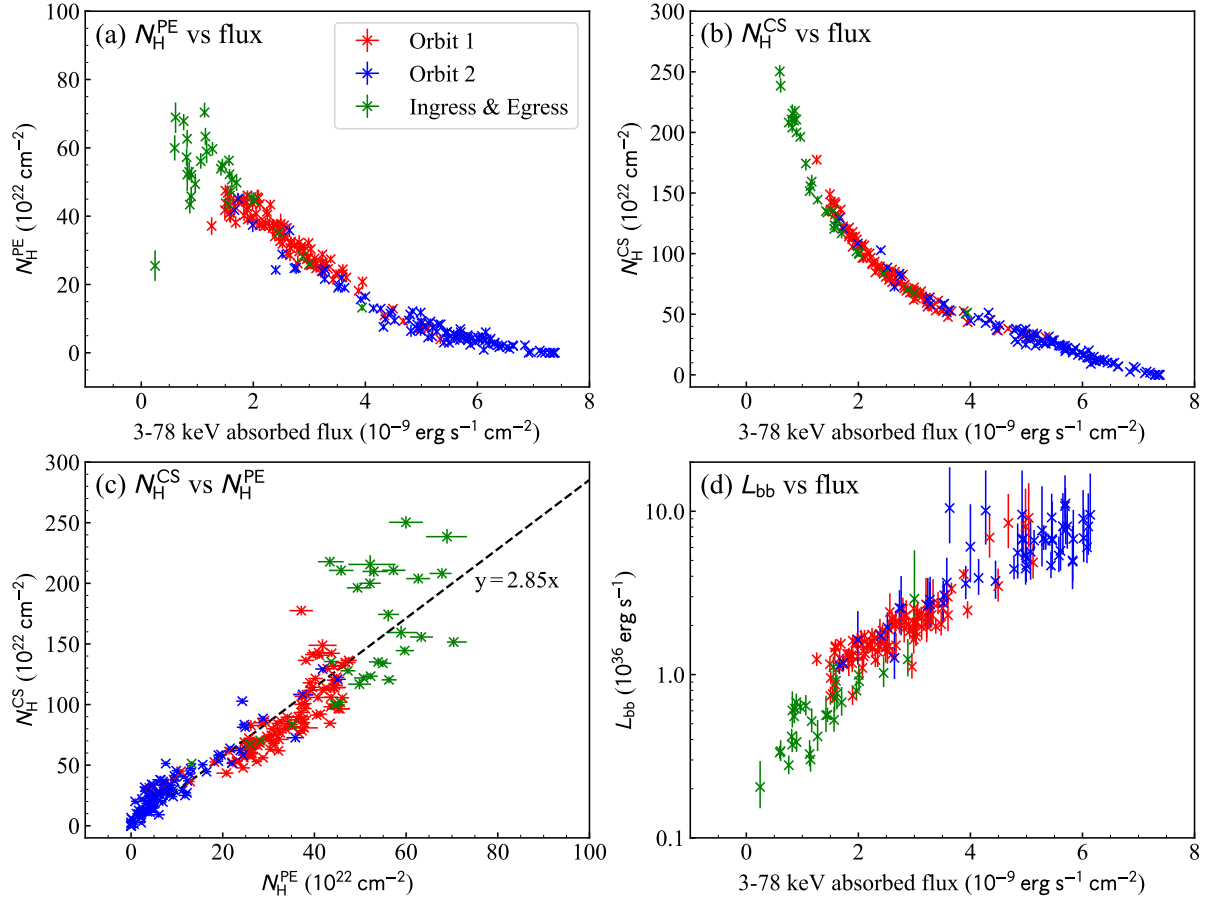 (a) N_H^PE vs flux
Orbit 1
Orbit 2
Ingress & Egress
100
80
60
40
20
0
N_H^PE (10^22 cm^−2)
0 2 4 6 8
3-78 keV absorbed flux (10^−9 erg s^−1 cm^−2)
(b) N_H^CS vs flux
300
250
200
150
100
50
0
N_H^CS (10^22 cm^−2)
0 2 4 6 8
3-78 keV absorbed flux (10^−9 erg s^−1 cm^−2)
(c) N_H^CS vs N_H^PE
y=2.85x
300
250
200
150
100
50
0
N_H^CS (10^22 cm^−2)
0 20 40 60 80 100
N_H^PE (10^22 cm^−2)
(d) L_bb vs flux
10.0
1.0
0.1
L_bb (10^36 erg s^−1)
0 2 4 6 8
3-78 keV absorbed flux (10^−9 erg s^−1 cm^−2)